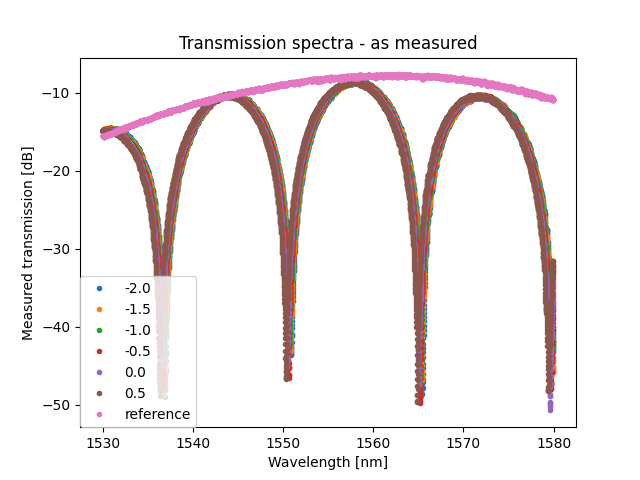 Transmission spectra - as measured
Measured transmission [dB]
−10
−20
−30
−40
−50
-2.0
-1.5
-1.0
-0.5
0.0
0.5
reference
1530 1540 1550 1560 1570 1580
Wavelength [nm]